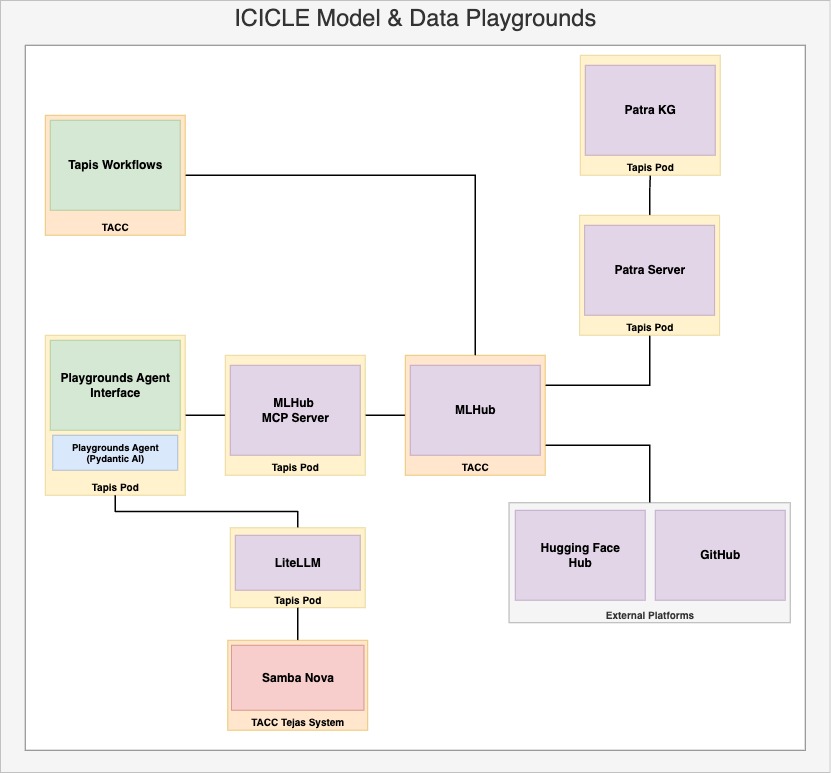 ICICLE Model & Data Playgrounds
Patra KG
Tapis Pod
Tapis Workflows
TACC
Patra Server
Tapis Pod
Playgrounds Agent
Interface
Playgrounds Agent
(Pydantic AI)
Tapis Pod
MLHub
MCP Server
Tapis Pod
MLHub
TACC
LiteLLM
Tapis Pod
Hugging Face
Hub
GitHub
External Platforms
Samba Nova
TACC Tejas System